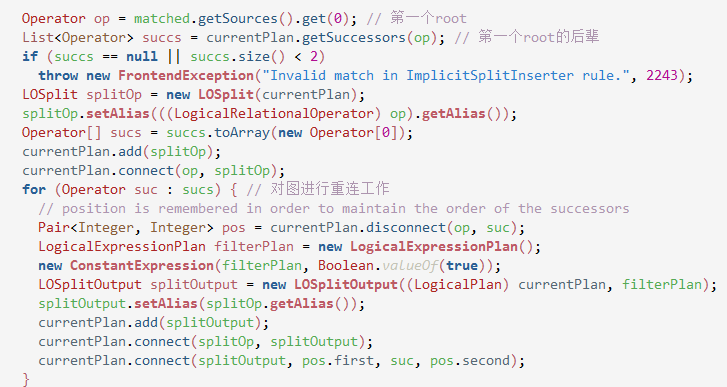 Operator op = matched.getSources().get(0); // 第一个root
List<Operator> succs = currentPlan.getSuccessors(op); // 第一个root的后辈
if (succs == null || succs.size() < 2)
  throw new FrontendException("Invalid match in ImplicitSplitInserter rule.", 2243);
LOSplit splitOp = new LOSplit(currentPlan);
splitOp.setAlias(((LogicalRelationalOperator) op).getAlias());
Operator[] sucs = succs.toArray(new Operator[0]);
currentPlan.add(splitOp);
currentPlan.connect(op, splitOp);
for (Operator suc : sucs) { // 对图进行重连工作
  // position is remembered in order to maintain the order of the successors
  Pair<Integer, Integer> pos = currentPlan.disconnect(op, suc);
  LogicalExpressionPlan filterPlan = new LogicalExpressionPlan();
  new ConstantExpression(filterPlan, Boolean.valueOf(true));
  LOSplitOutput splitOutput = new LOSplitOutput((LogicalPlan) currentPlan, filterPlan);
  splitOutput.setAlias(splitOp.getAlias());
  currentPlan.add(splitOutput);
  currentPlan.connect(splitOp, splitOutput);
  currentPlan.connect(splitOutput, pos.first, suc, pos.second);
}